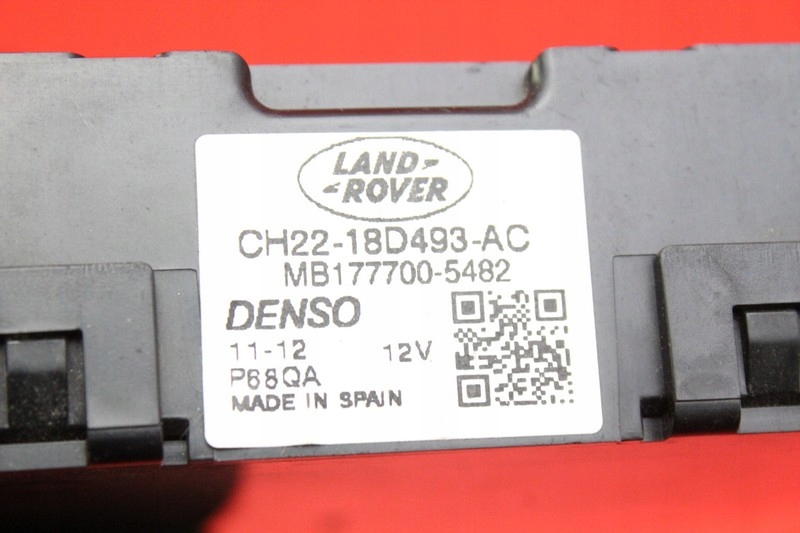 LAND-
-ROVER
CH22-18D493-AC
MB177700-5482
DENSO
11-12 12V
P68QA
MADE IN SPAIN